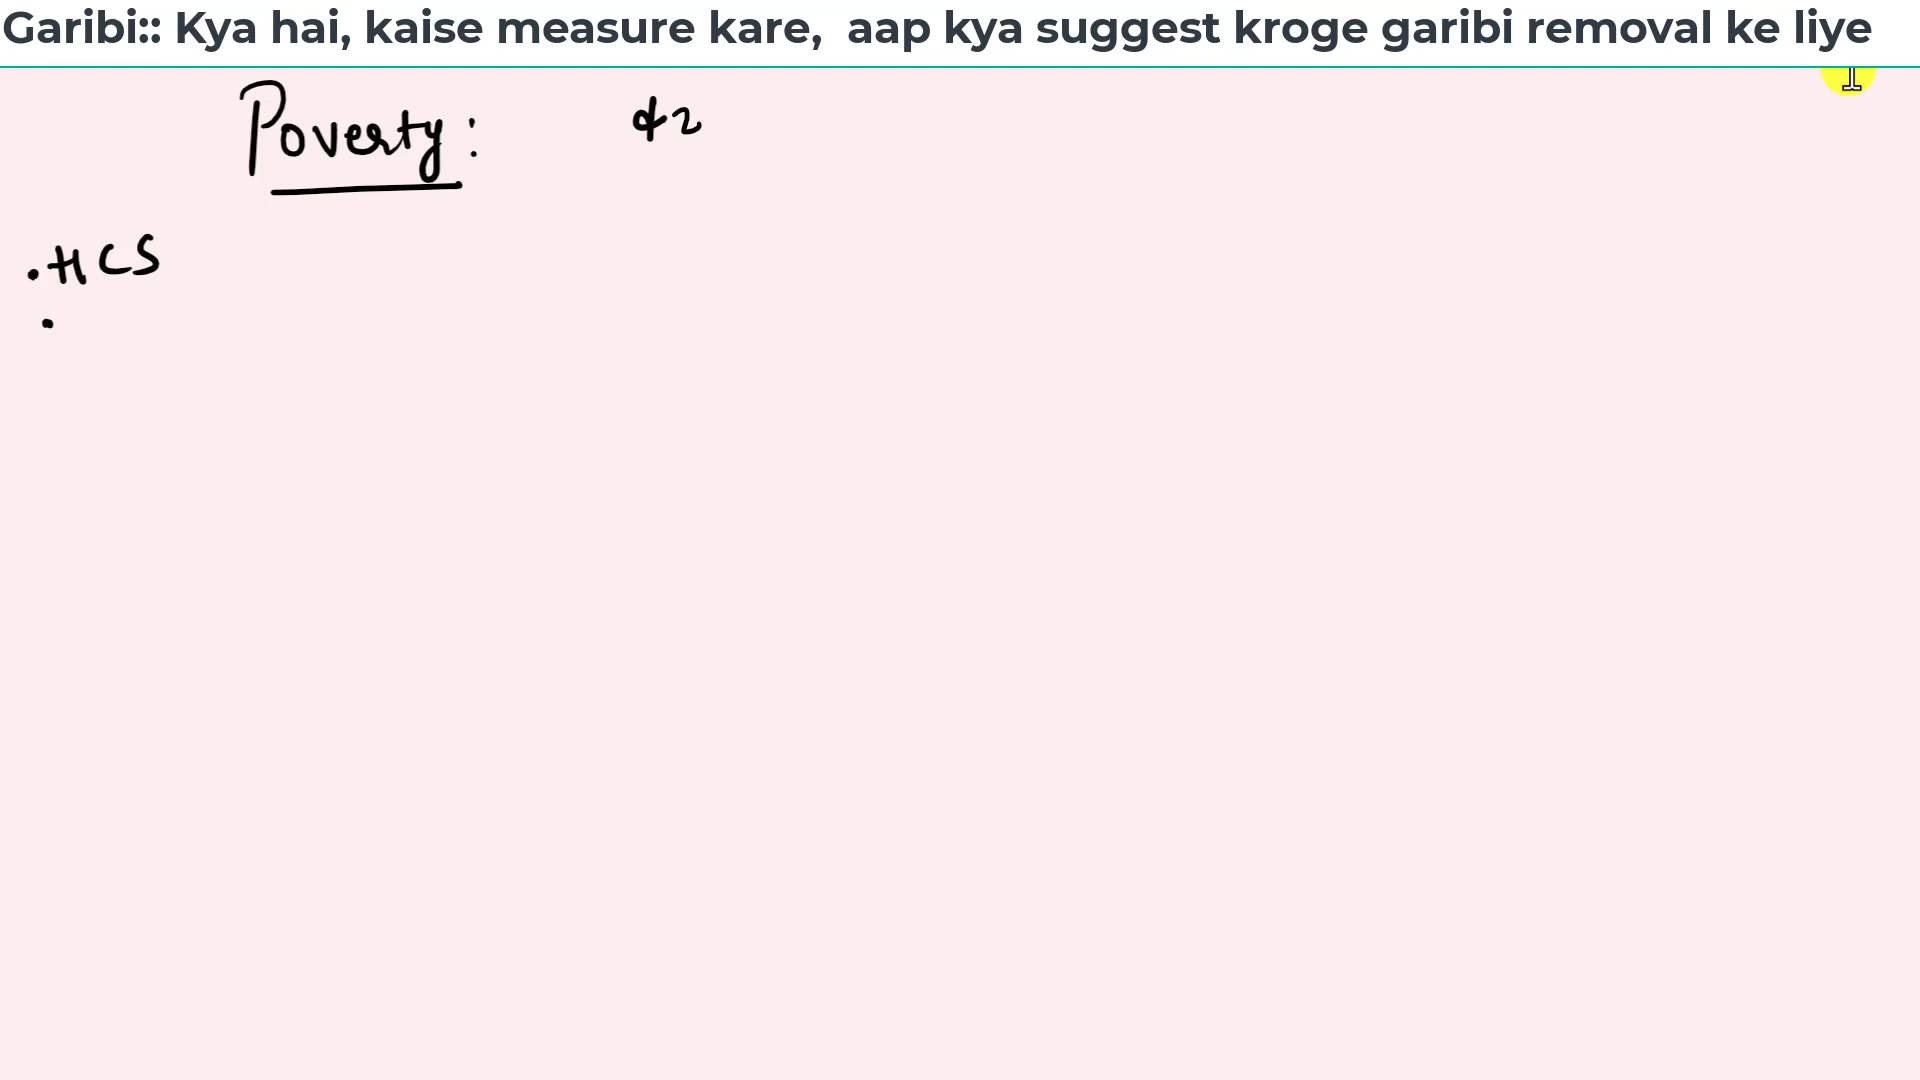 Garibi:: Kya hai, kaise measure kare,  aap kya suggest kroge garibi removal ke liye
Poverty:
. HCS
.